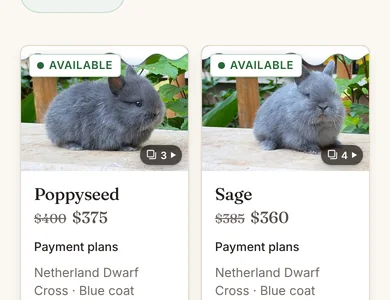 AVAILABLE
3
Poppyseed
$400 $375
Payment plans
Netherland Dwarf
Cross · Blue coat
AVAILABLE
4
Sage
$385 $360
Payment plans
Netherland Dwarf
Cross · Blue coat